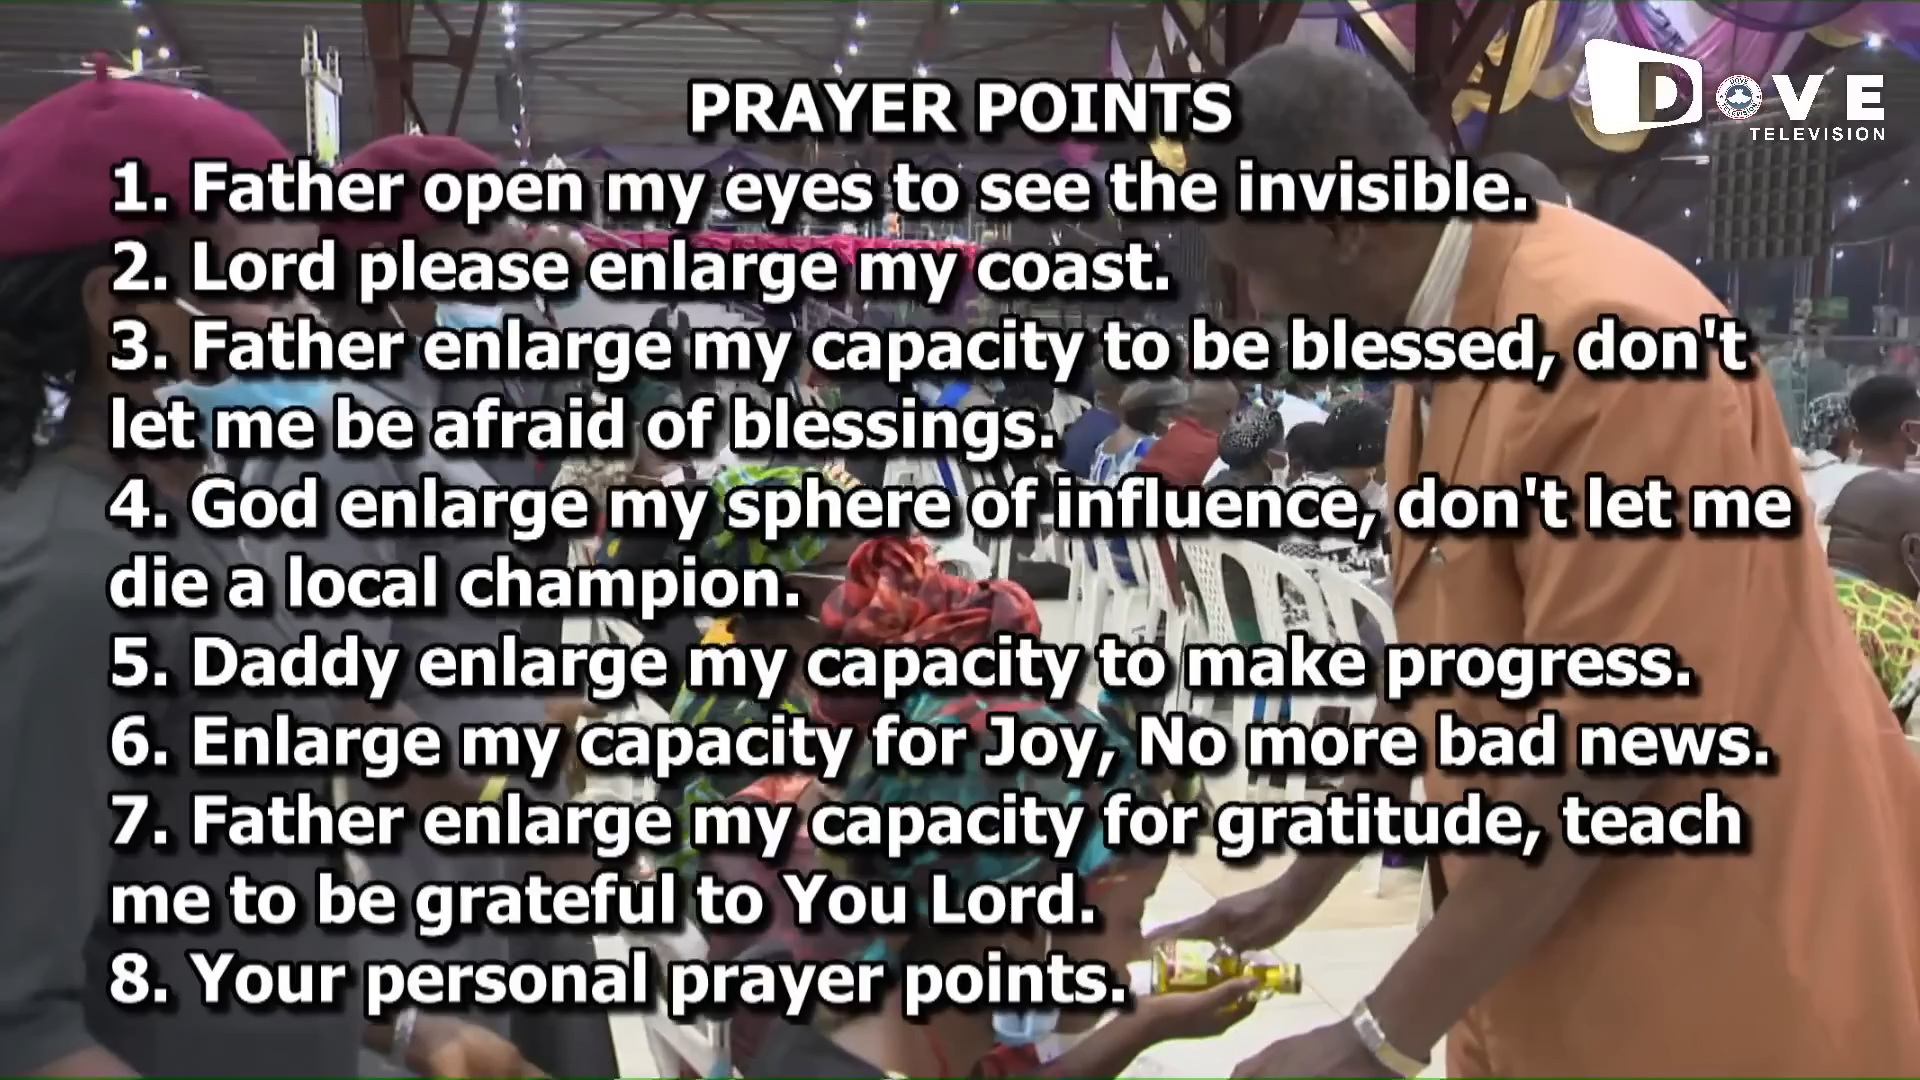 PRAYER POINTS
1. Father open my eyes to see the invisible.
2. Lord please enlarge my coast.
3. Father enlarge my capacity to be blessed, don't
let me be afraid of blessings.
4. God enlarge my sphere of influence, don't let me
die a local champion.
5. Daddy enlarge my capacity to make progress.
6. Enlarge my capacity for Joy, No more bad news.
7. Father enlarge my capacity for gratitude, teach
me to be grateful to You Lord.
8. Your personal prayer points.
DOVE
TELEVISION